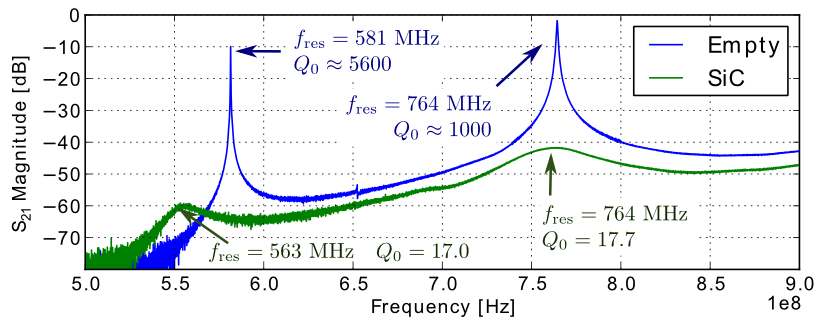 0
−10
−20
−30
−40
−50
−60
−70
S21 Magnitude [dB]
fres = 581 MHz
Q0 ≈ 5600
fres = 764 MHz
Q0 ≈ 1000
Empty
SiC
fres = 563 MHz Q0 = 17.0
fres = 764 MHz
Q0 = 17.7
5.0 5.5 6.0 6.5 7.0 7.5 8.0 8.5 9.0
1e8
Frequency [Hz]